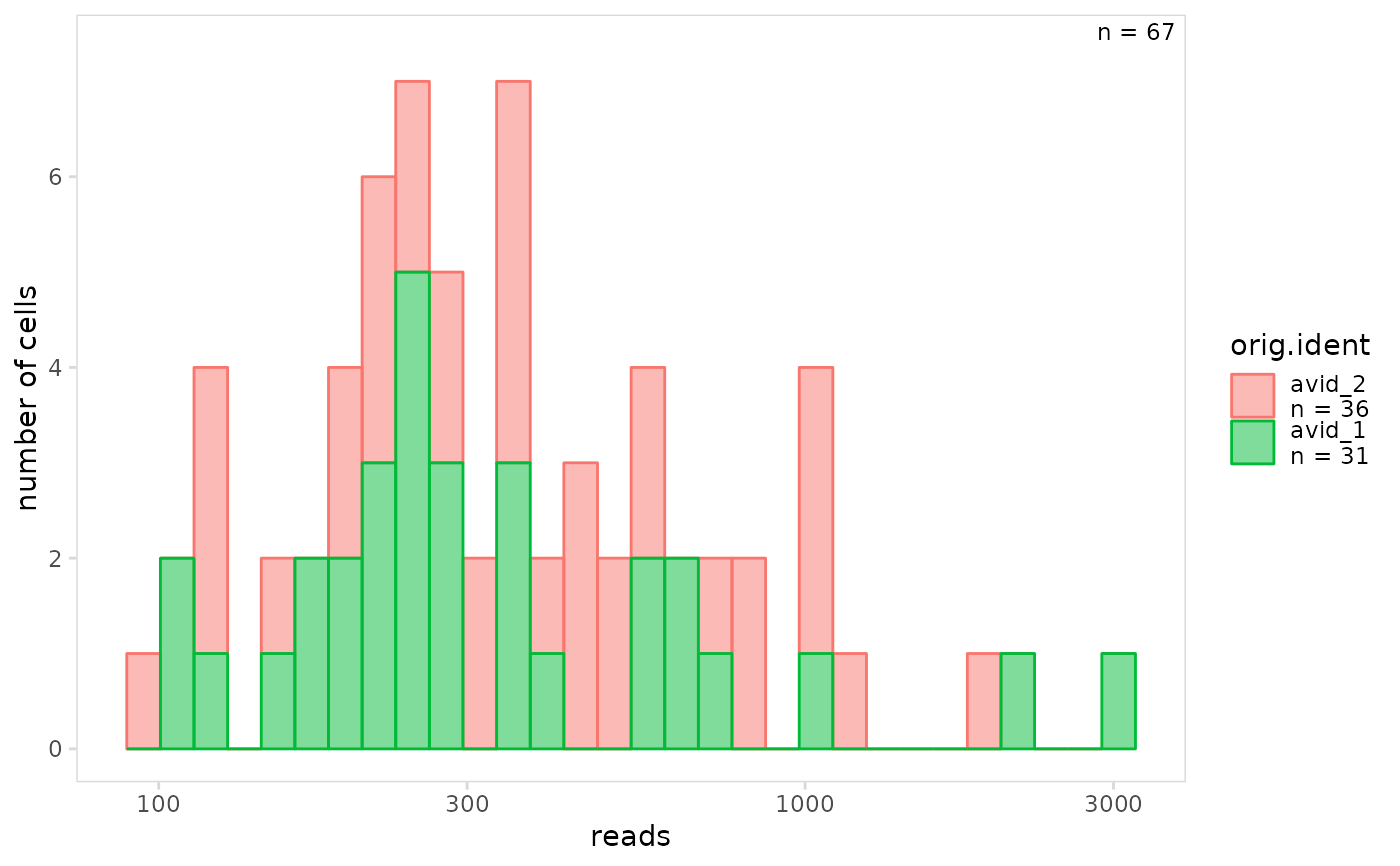 n = 67
number of cells
6
4
2
0
100 300 1000 3000
reads
orig.ident
avid_2
n = 36
avid_1
n = 31